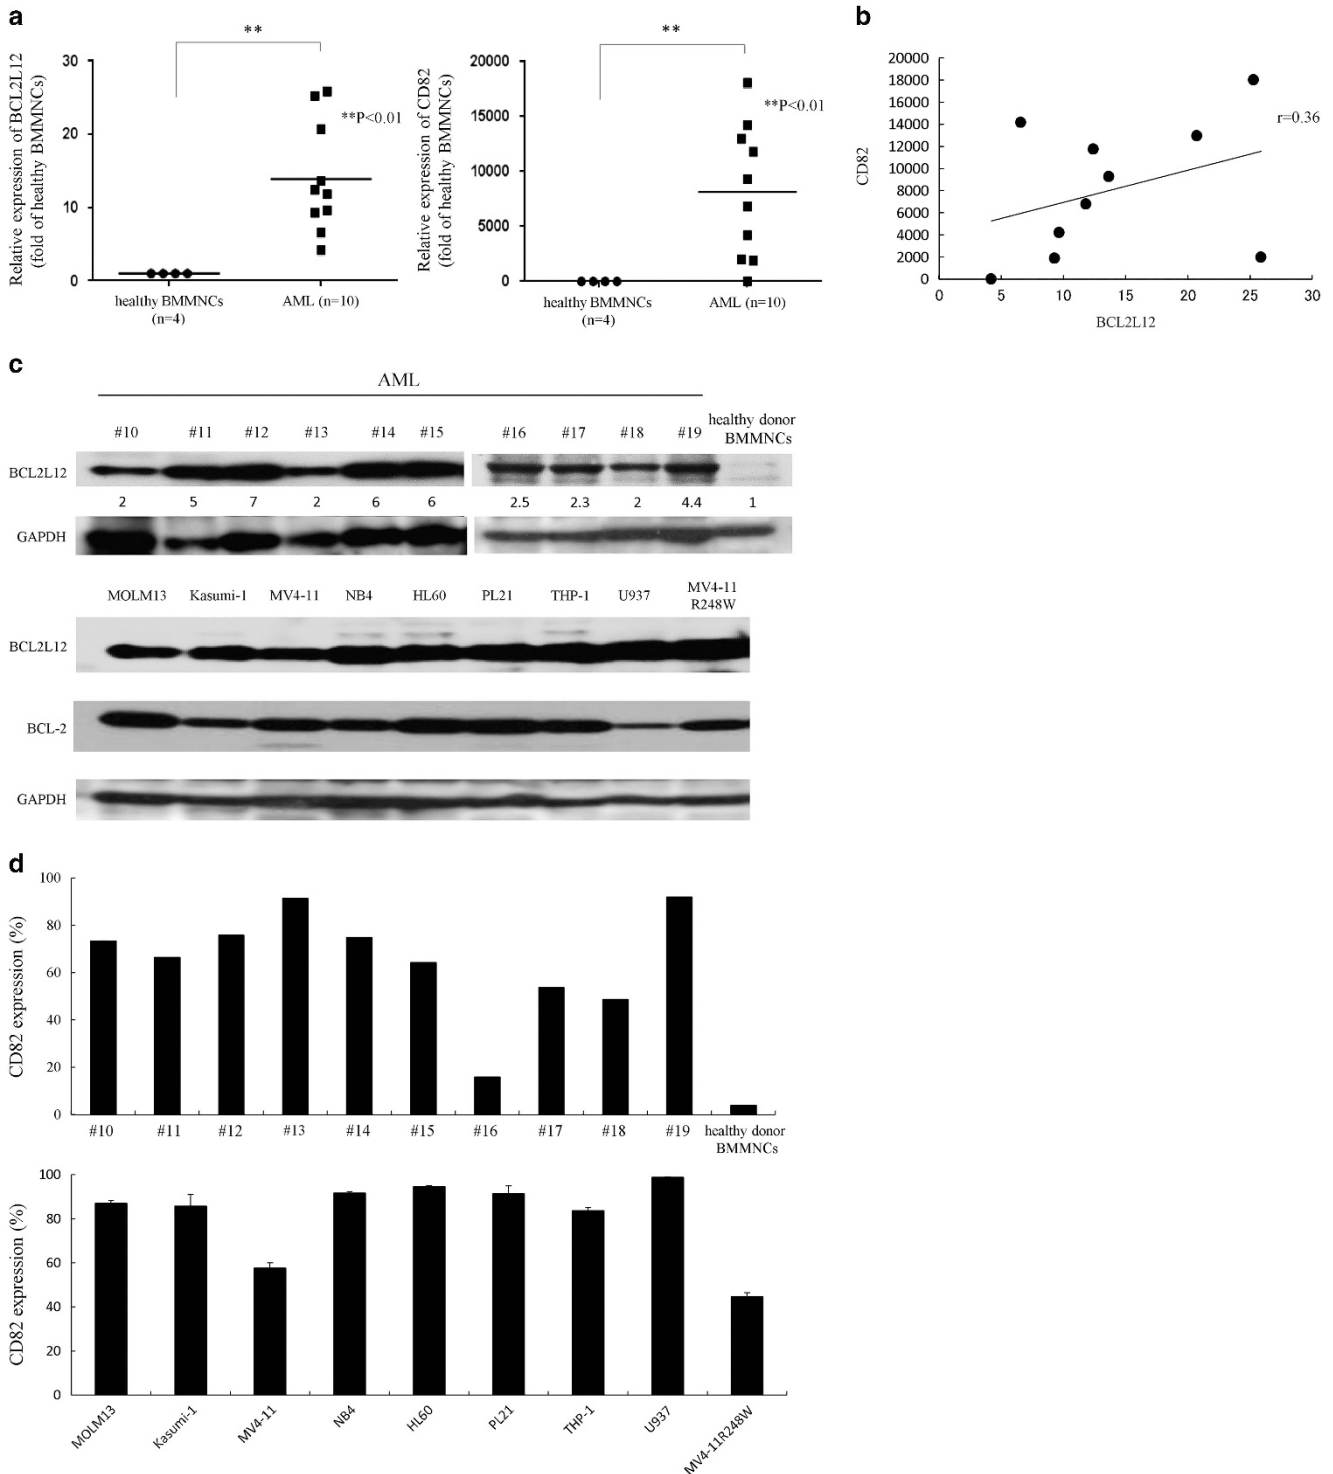 a
**
Relative expression of BCL2L12
(fold of healthy BMMNCs)
30
20
10
0
**P<0.01
healthy BMMNCs
(n=4)
AML (n=10)
**
Relative expression of CD82
(fold of healthy BMMNCs)
20000
15000
10000
5000
0
**P<0.01
healthy BMMNCs
(n=4)
AML (n=10)
b
CD82
20000
18000
16000
14000
12000
10000
8000
6000
4000
2000
0
r=0.36
0 5 10 15 20 25 30
BCL2L12
c
AML
#10 #11 #12 #13 #14 #15 #16 #17 #18 #19 healthy donor
BMMNCs
BCL2L12
2 5 7 2 6 6 2.5 2.3 2 4.4 1
GAPDH
MOLM13 Kasumi-1 MV4-11 NB4 HL60 PL21 THP-1 U937 MV4-11
R248W
BCL2L12
BCL-2
GAPDH
d
CD82 expression (%)
100
80
60
40
20
0
#10 #11 #12 #13 #14 #15 #16 #17 #18 #19 healthy donor
BMMNCs
CD82 expression (%)
100
80
60
40
20
0
MOLM13 Kasumi-1 MV4-11 NB4 HL60 PL21 THP-1 U937 MV4-11R248W